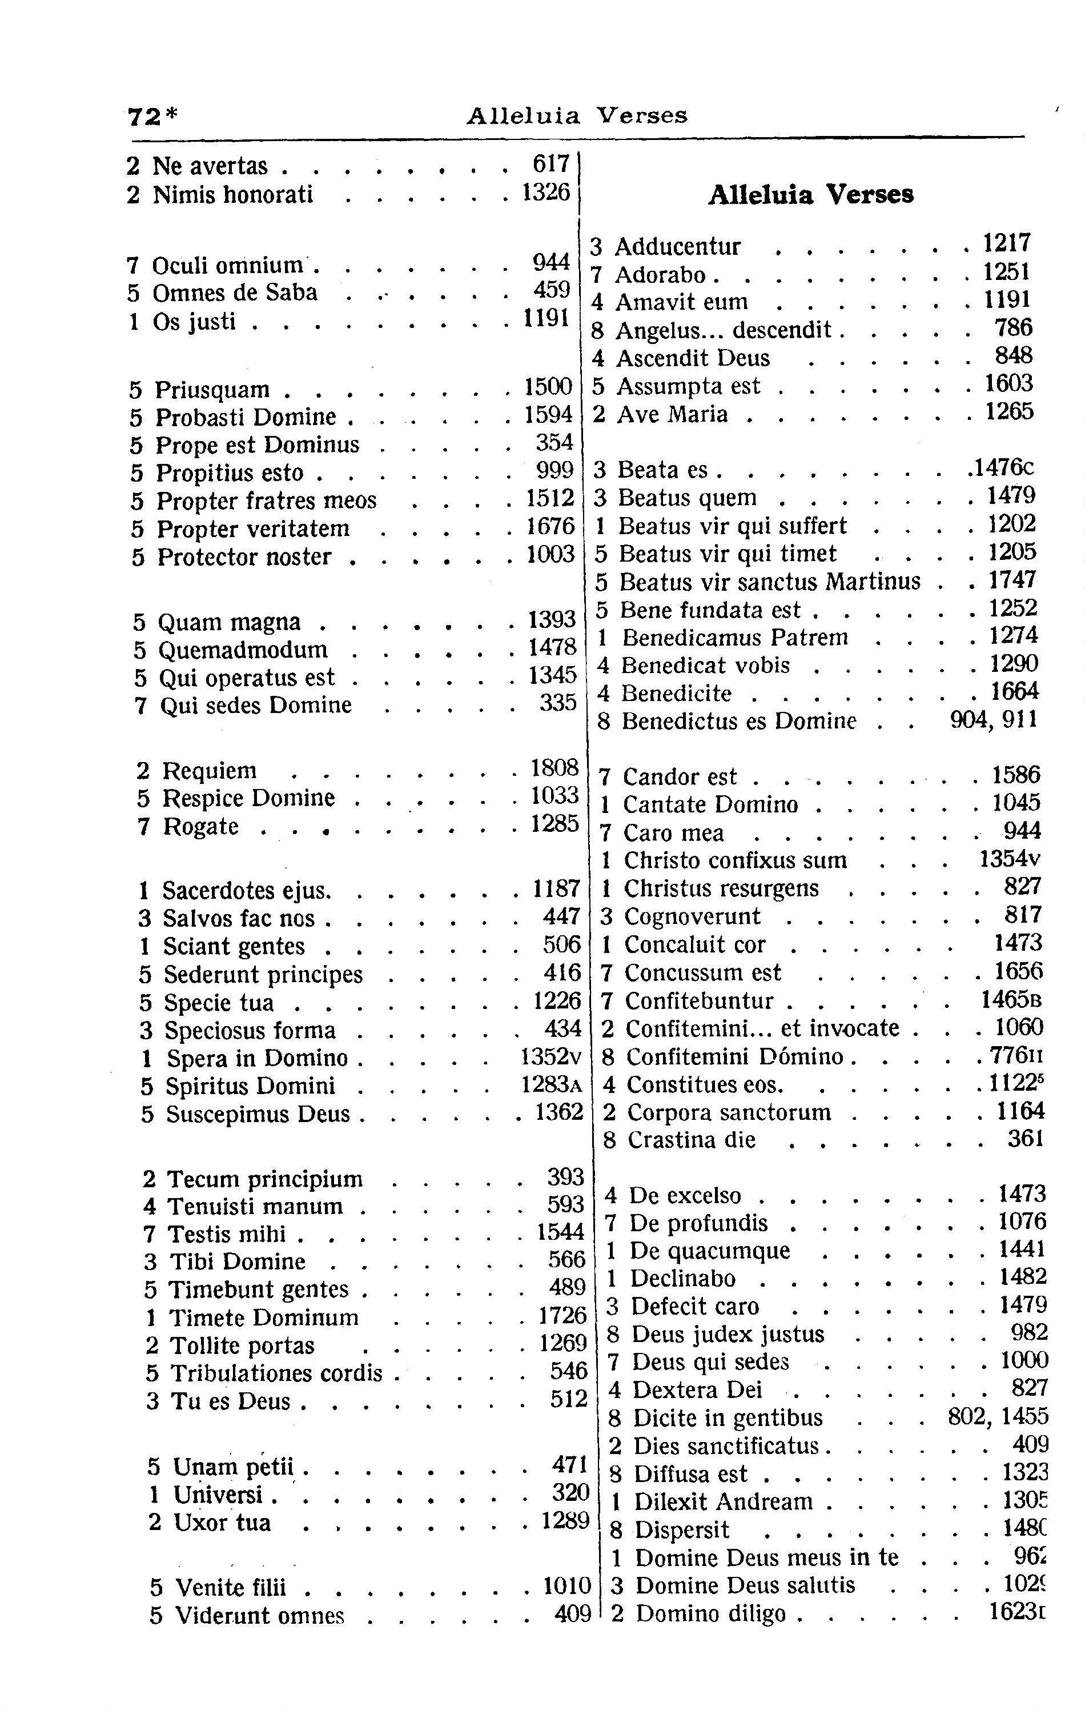 72* Alleluia Verses
2 Ne avertas . . . . . . . . 617
2 Nimis honorati . . . . . . 1326
7 Oculi omnium . . . . . . . 944
5 Omnes de Saba . . . . . . 459
1 Os justi . . . . . . . . . 1191
5 Priusquam . . . . . . . . 1500
5 Probasti Domine . . . . . . 1594
5 Prope est Dominus . . . . . 354
5 Propitius esto . . . . . . . 999
5 Propter fratres meos . . . . 1512
5 Propter veritatem . . . . . 1676
5 Protector noster . . . . . . 1003
5 Quam magna . . . . . . . 1393
5 Quemadmodum . . . . . . 1478
5 Qui operatus est . . . . . . 1345
7 Qui sedes Domine . . . . . 335
2 Requiem . . . . . . . . 1808
5 Respice Domine . . . . . . 1033
7 Rogate . . . . . . . . . 1285
1 Sacerdotes ejus. . . . . . . 1187
3 Salvos fac nos . . . . . . . 447
1 Sciant gentes . . . . . . . 506
5 Sederunt principes . . . . . 416
5 Specie tua . . . . . . . . 1226
3 Speciosus forma . . . . . . 434
1 Spera in Domino . . . . . 1352V
5 Spiritus Domini . . . . . 1283A
5 Suscepimus Deus . . . . . . 1362
2 Tecum principium . . . . . 393
4 Tenuisti manum . . . . . . 593
7 Testis mihi . . . . . . . . 1544
3 Tibi Domine . . . . . . . 566
5 Timebunt gentes . . . . . . 489
1 Timete Dominum . . . . . 1726
2 Tollite portas . . . . . . 1269
5 Tribulationes cordis . . . . . 546
3 Tu es Deus . . . . . . . . 512
5 Unam pétii . . . . . . . . 471
1 Universi . . . . . . . . . 320
2 Uxor tua . . . . . . . . 1289
5 Venite filii . . . . . . . . 1010
5 Viderunt omnes . . . . . . 409
Alleluia Verses
3 Adducentur . . . . . . . 1217
7 Adorabo . . . . . . . . . 1251
4 Amavit eum . . . . . . . 1191
8 Angelus... descendit . . . . . 786
4 Ascendit Deus . . . . . . 848
5 Assumpta est . . . . . . . 1603
2 Ave Maria . . . . . . . . 1265
3 Beata es . . . . . . . . .1476C
3 Beatus quem . . . . . . . 1479
1 Beatus vir qui suffert . . . . 1202
5 Beatus vir qui timet . . . . 1205
5 Beatus vir sanctus Martinus . . 1747
5 Bene fundata est . . . . . . 1252
1 Benedicamus Patrem . . . . 1274
4 Benedicat vobis . . . . . . 1290
4 Benedicite . . . . . . . . 1664
8 Benedictus es Domine . . 904, 911
7 Candor est . . . . . . . . 1586
1 Cantate Domino . . . . . . 1045
7 Caro mea . . . . . . . . 944
1 Christo confixus sum . . . 1354V
1 Christus resurgens . . . . . 827
3 Cognoverunt . . . . . . . 817
1 Concaluit cor . . . . . . 1473
7 Concussum est . . . . . . 1656
7 Confitebuntur . . . . . . 1465B
2 Confitemini... et invocate . . . 1060
8 Confitemini Dómino . . . . . 776II
4 Constitues eos. . . . . . . .1122⁵
2 Corpora sanctorum . . . . . 1164
8 Crastina die . . . . . . . 361
4 De excelso . . . . . . . . 1473
7 De profundis . . . . . . . 1076
1 De quacumque . . . . . . 1441
1 Declinabo . . . . . . . . 1482
3 Defecit caro . . . . . . . 1479
8 Deus judex justus . . . . . 982
7 Deus qui sedes . . . . . . 1000
4 Dextera Dei . . . . . . . 827
8 Dicite in gentibus . . . 802, 1455
2 Dies sanctificatus . . . . . . 409
8 Diffusa est . . . . . . . . 1323
1 Dilexit Andream . . . . . .
8 Dispersit . . . . . . . .
1 Domine Deus meus in te . . .
3 Domine Deus salutis . . . .
2 Domino diligo . . . . . .